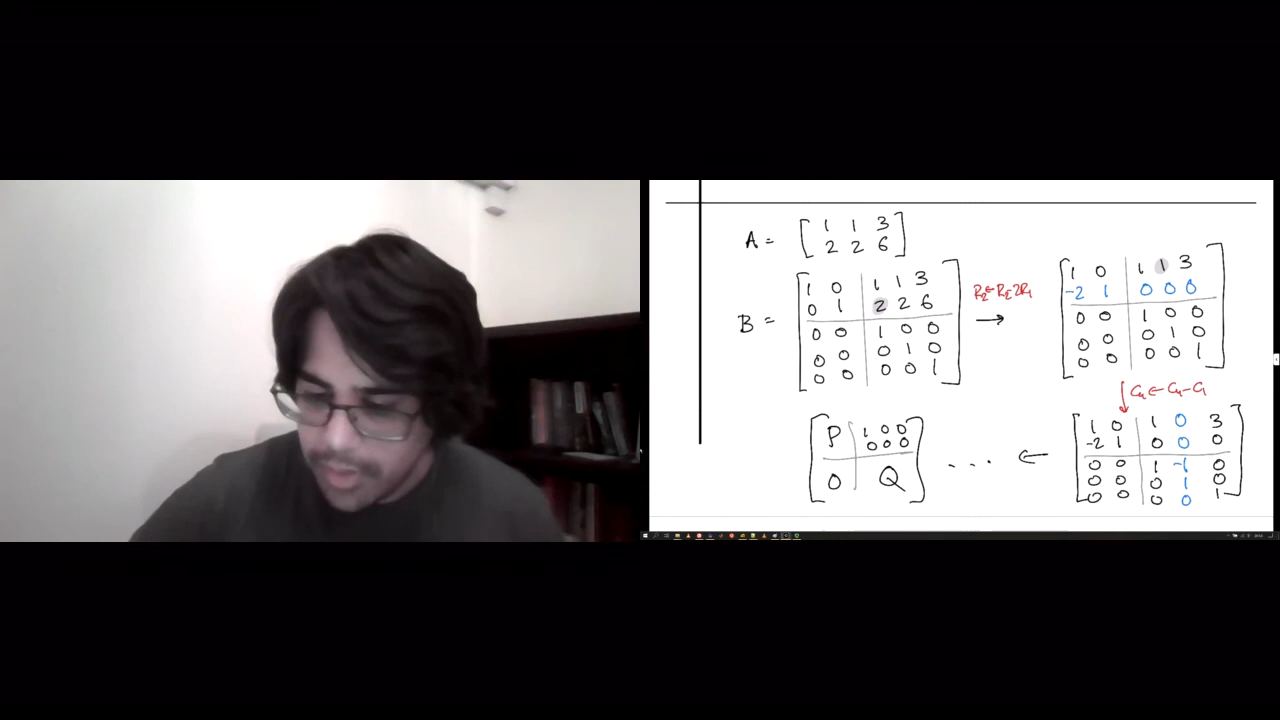 A = [ 1 1 3
2 2 6 ]
B = [ 1 0 | 1 1 3
0 1 | 2 2 6
0 0 | 1 0 0
0 0 | 0 1 0
0 0 | 0 0 1 ]
R₂←R₂-2R₁
→
[ 1 0 | 1 1 3
-2 1 | 0 0 0
0 0 | 1 0 0
0 0 | 0 1 0
0 0 | 0 0 1 ]
↓ C₄←C₄-C₁
[ 1 0 | 1 0 3
-2 1 | 0 0 0
0 0 | 1 -1 0
0 0 | 0 1 0
0 0 | 0 0 1 ]
← ...
[ P | 1 0 0
0 0 0
0 | Q ]